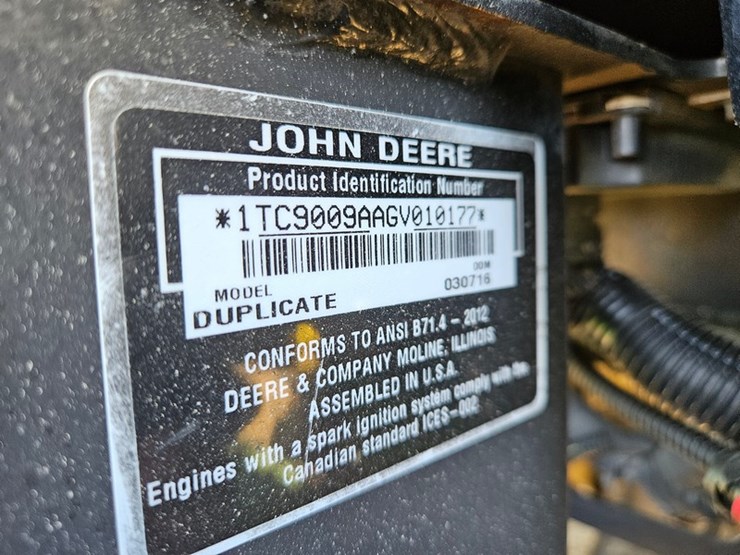 JOHN DEERE
Product Identification Number
*1TC9009AAGV010177*
DOM
MODEL 030716
DUPLICATE
CONFORMS TO ANSI B71.4 - 2012
DEERE & COMPANY MOLINE, ILLINOIS
ASSEMBLED IN U.S.A.
Engines with a spark ignition system comply with the
Canadian standard ICES-002